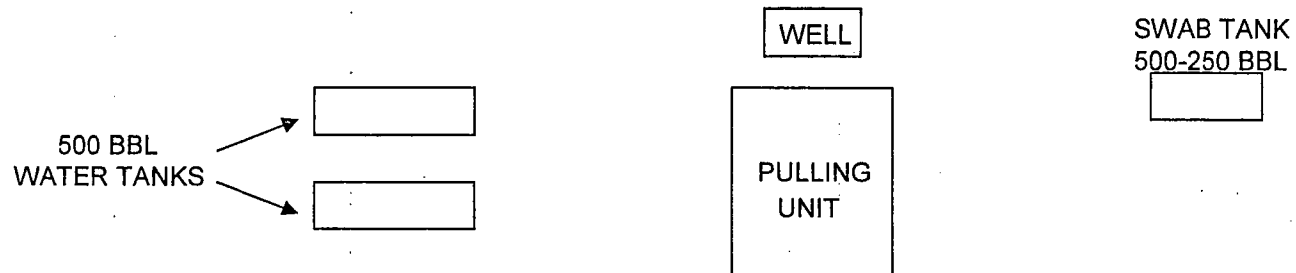 WELL
SWAB TANK
500-250 BBL
500 BBL
WATER TANKS
PULLING
UNIT